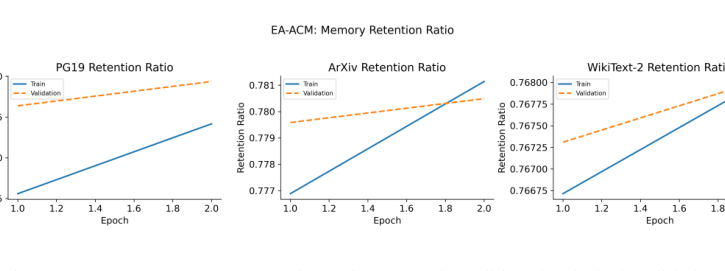 EA-ACM: Memory Retention Ratio
PG19 Retention Ratio
Train
Validation
1.0 1.2 1.4 1.6 1.8 2.0
Epoch
ArXiv Retention Ratio
Retention Ratio
0.781
0.780
0.779
0.778
0.777
Train
Validation
1.0 1.2 1.4 1.6 1.8 2.0
Epoch
WikiText-2 Retention
Retention Ratio
0.76800
0.76775
0.76750
0.76725
0.76700
0.76675
Train
Validation
1.0 1.2 1.4 1.6 1.8
Epoch